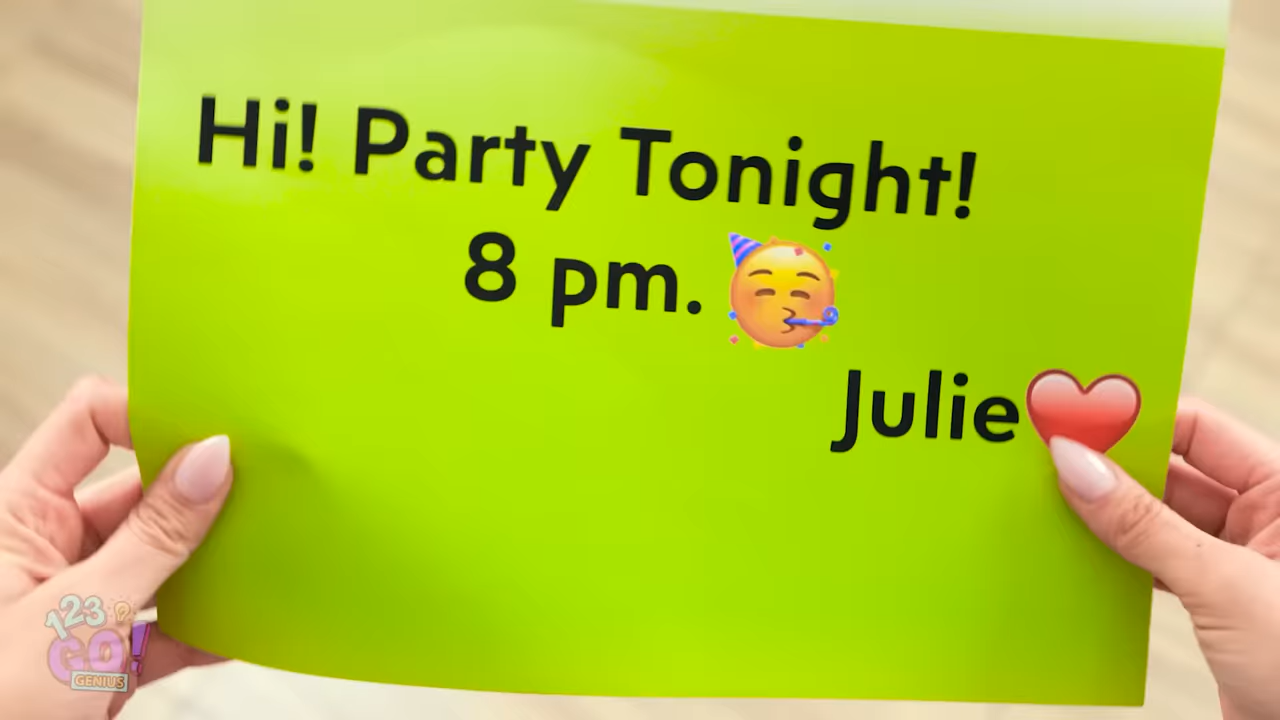 Hi! Party Tonight!
8 pm. 🥳
Julie❤️
123
GO!
GENIUS